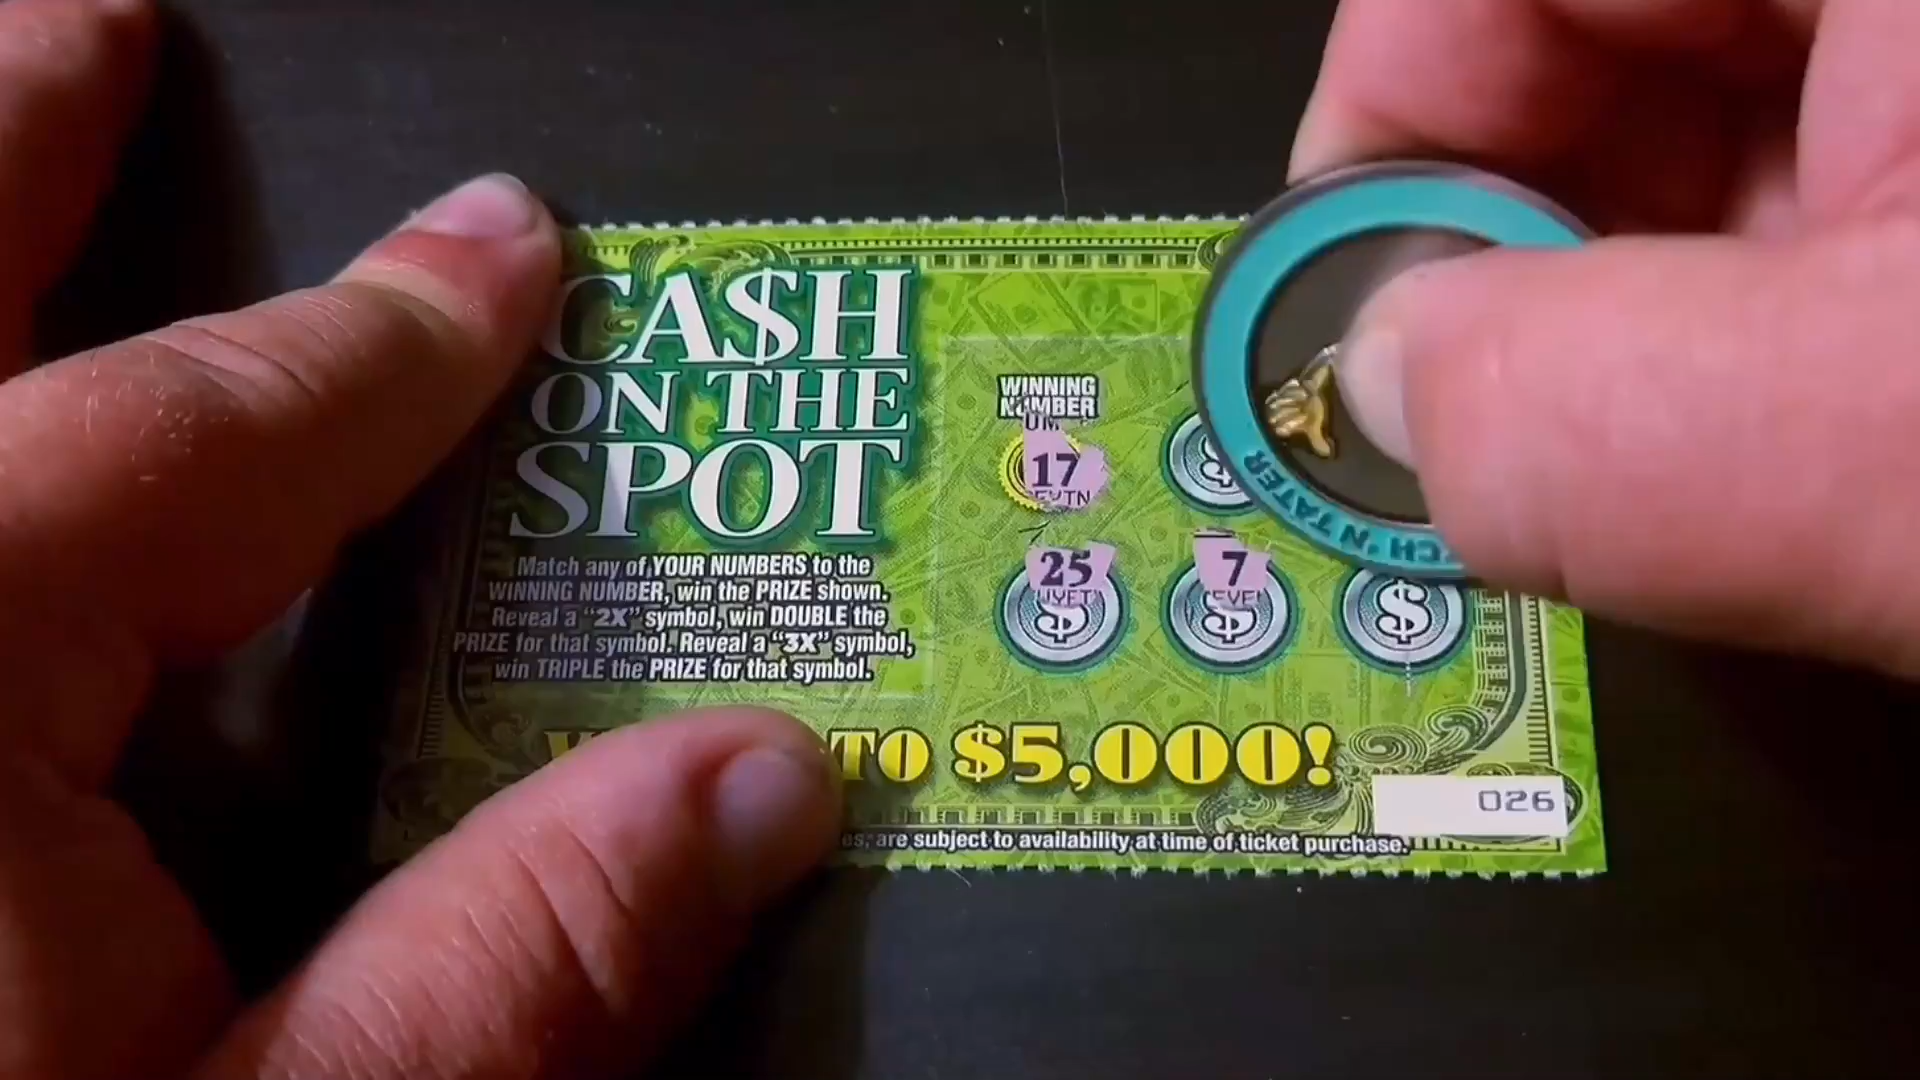 CA$H
ON THE
SPOT
Match any of YOUR NUMBERS to the
WINNING NUMBER, win the PRIZE shown.
Reveal a "2X" symbol, win DOUBLE the
PRIZE for that symbol. Reveal a "3X" symbol,
win TRIPLE the PRIZE for that symbol.
WINNING
NUMBER
17
25
7
$
$
$
$
TO $5,000!
026
are subject to availability at time of ticket purchase.
'N TATER